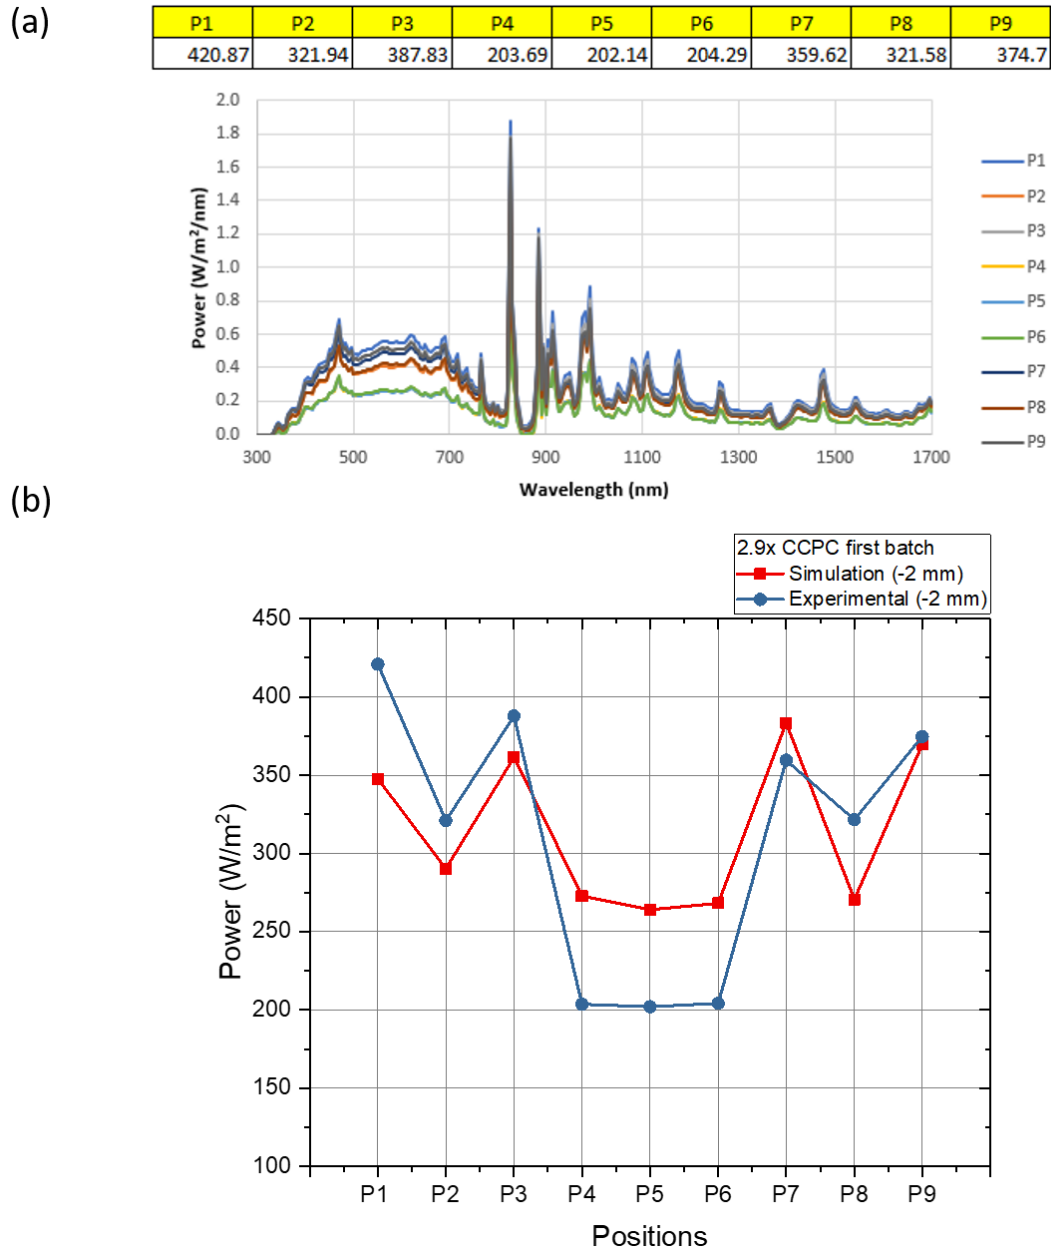 (a)
P1 P2 P3 P4 P5 P6 P7 P8 P9
420.87 321.94 387.83 203.69 202.14 204.29 359.62 321.58 374.7
2.0
1.8
1.6
1.4
1.2
1.0
0.8
0.6
0.4
0.2
0.0
Power (W/m²/nm)
300 500 700 900 1100 1300 1500 1700
Wavelength (nm)
P1
P2
P3
P4
P5
P6
P7
P8
P9
(b)
2.9x CCPC first batch
Simulation (-2 mm)
Experimental (-2 mm)
450
400
350
300
250
200
150
100
Power (W/m²)
P1 P2 P3 P4 P5 P6 P7 P8 P9
Positions